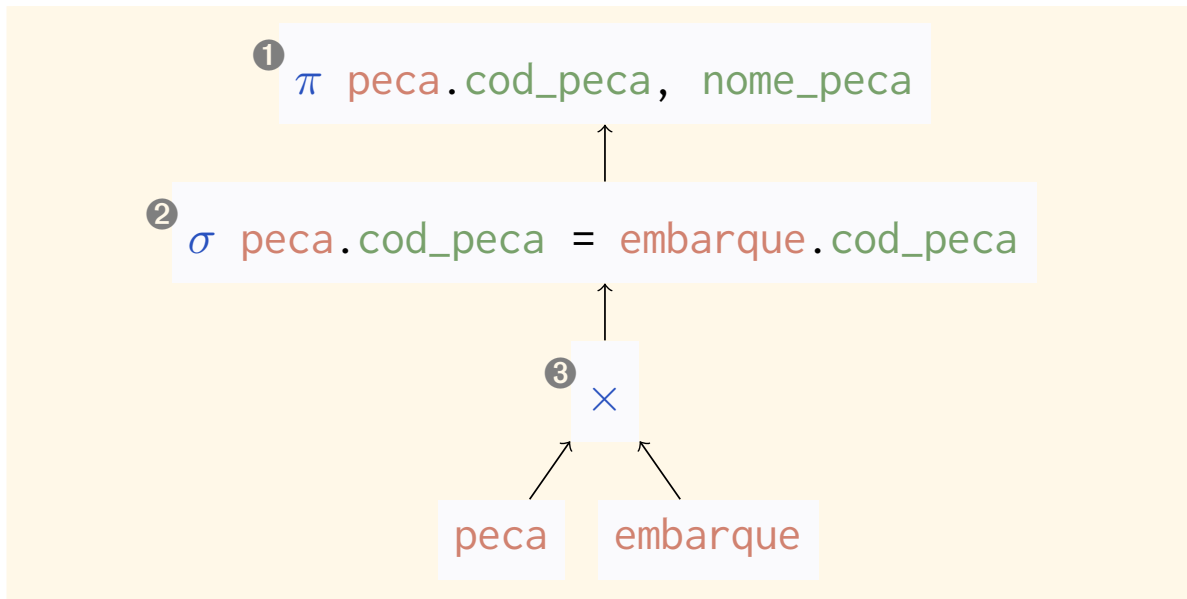 ❶ π peca.cod_peca, nome_peca
❷ σ peca.cod_peca = embarque.cod_peca
❸ ×
peca embarque